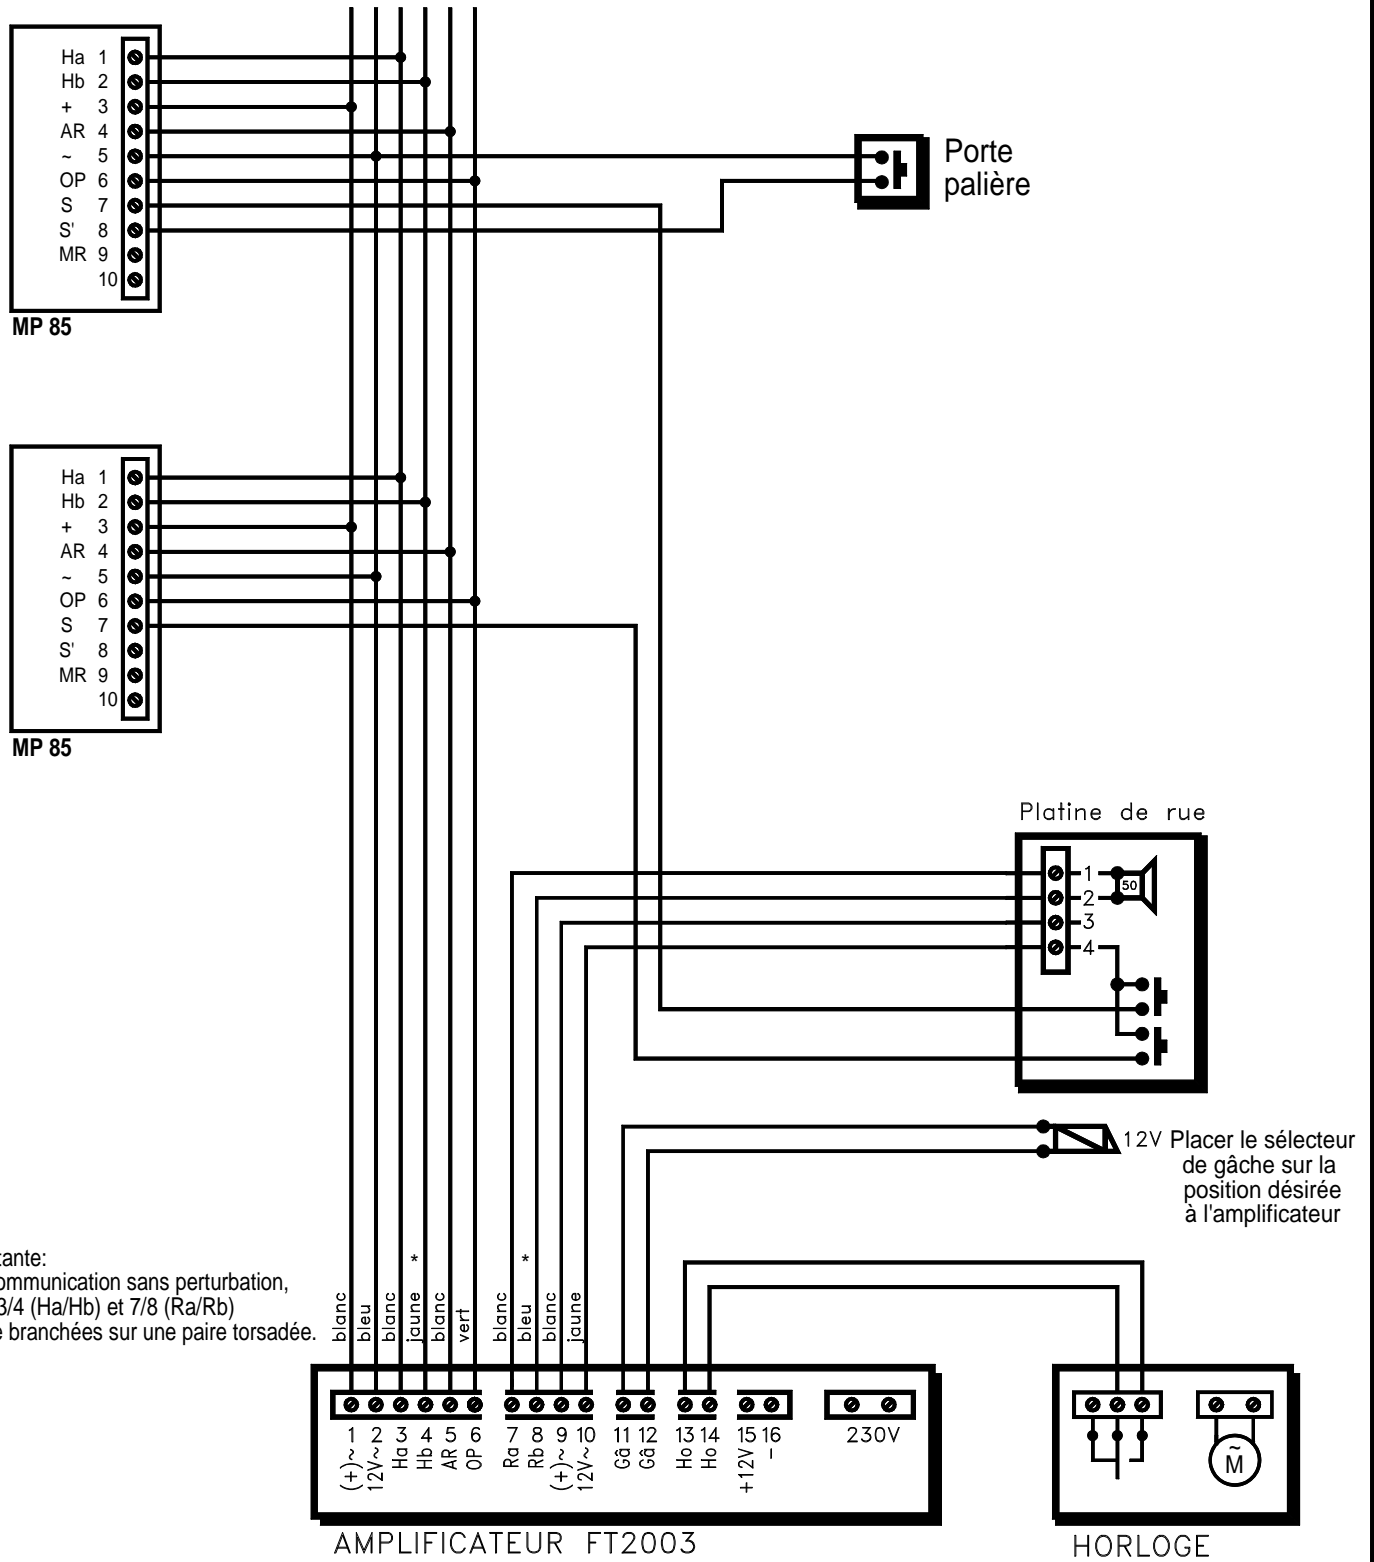 Ha 1
Hb 2
+ 3
AR 4
~ 5
OP 6
S 7
S' 8
MR 9
10
MP 85
Porte
palière
Ha 1
Hb 2
+ 3
AR 4
~ 5
OP 6
S 7
S' 8
MR 9
10
MP 85
Platine de rue
1
50
2
3
4
12V Placer le sélecteur
de gâche sur la
position désirée
à l'amplificateur
tante:
ommunication sans perturbation,
3/4 (Ha/Hb) et 7/8 (Ra/Rb)
e branchées sur une paire torsadée.
blanc bleu blanc jaune * blanc vert blanc bleu * blanc jaune
1 2 3 4 5 6 7 8 9 10 11 12 13 14 15 16 230V
(+)~ 12V~ Ha Hb AR OP Ra Rb (+)~ 12V~ Gâ Gâ Ho Ho +12V -
AMPLIFICATEUR FT2003
~
M
HORLOGE